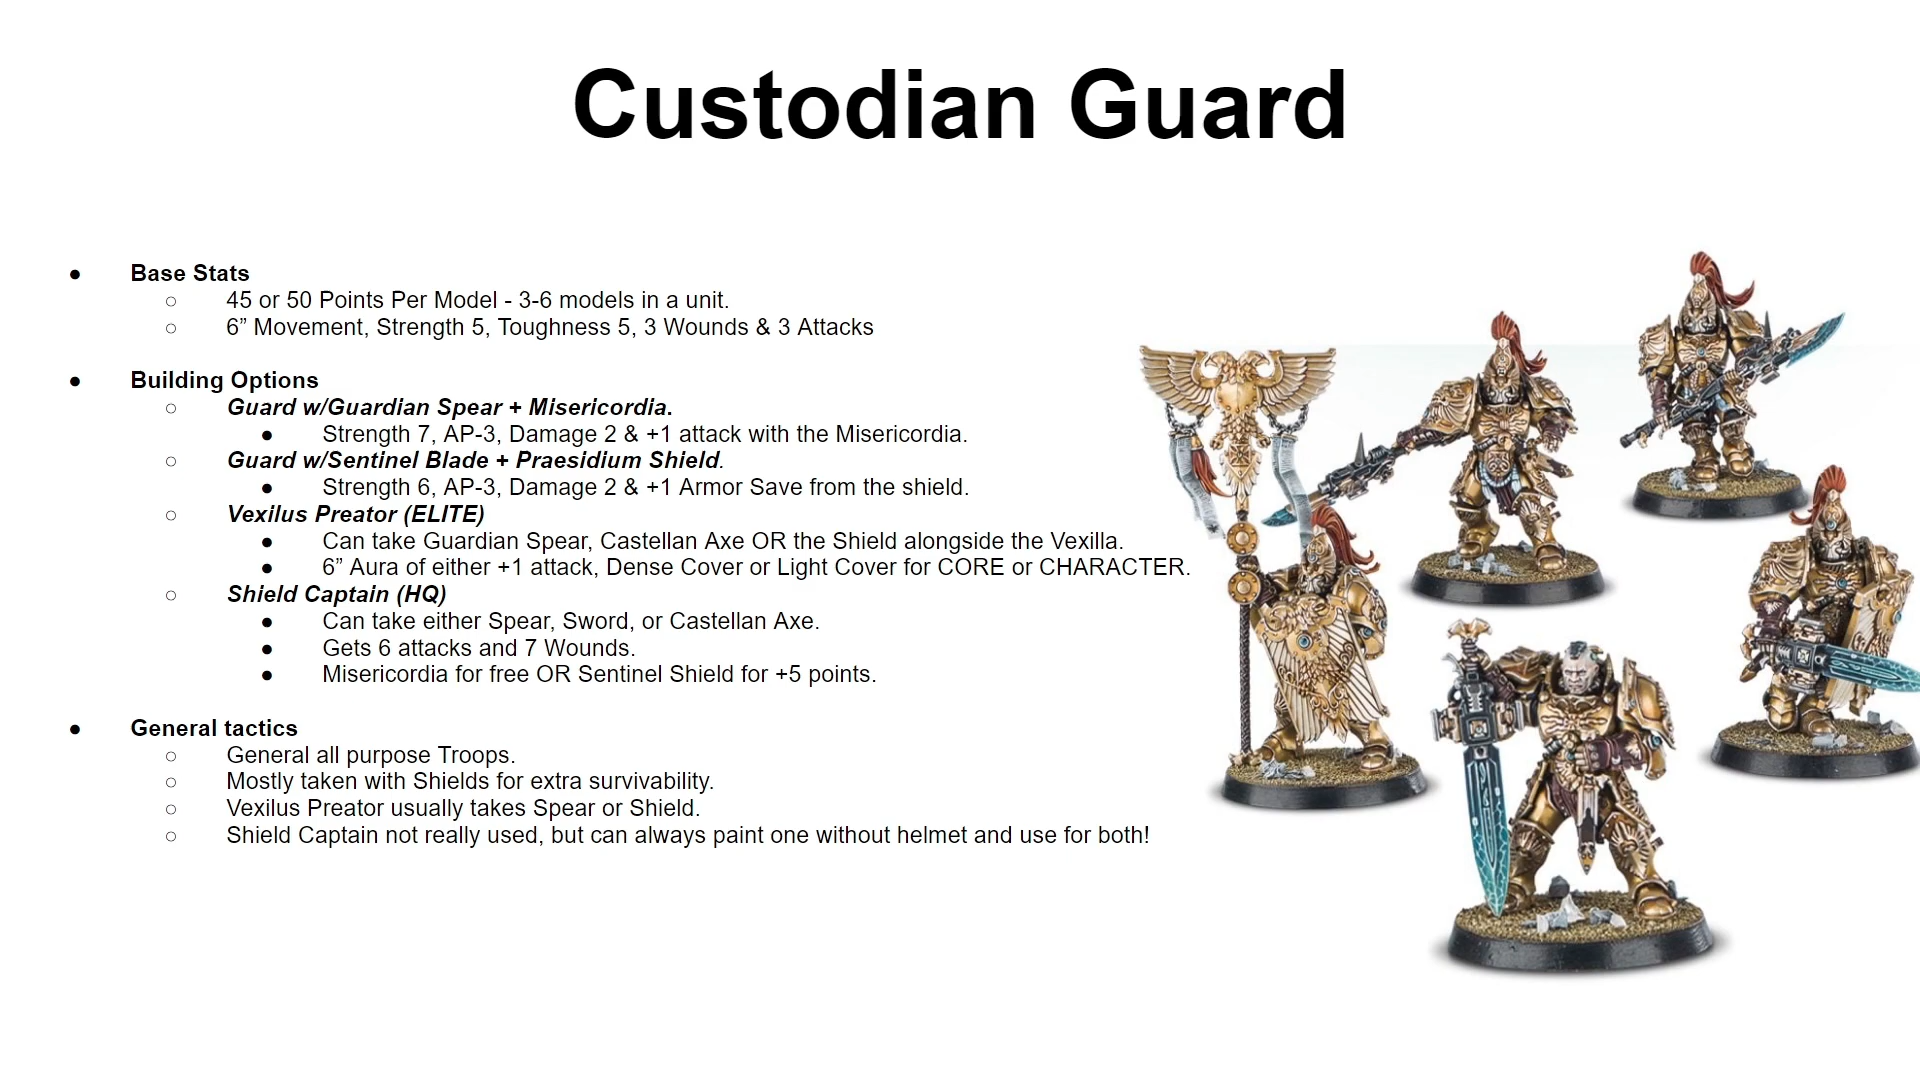 Custodian Guard
● Base Stats
○ 45 or 50 Points Per Model - 3-6 models in a unit.
○ 6” Movement, Strength 5, Toughness 5, 3 Wounds & 3 Attacks
● Building Options
○ Guard w/Guardian Spear + Misericordia.
● Strength 7, AP-3, Damage 2 & +1 attack with the Misericordia.
○ Guard w/Sentinel Blade + Praesidium Shield.
● Strength 6, AP-3, Damage 2 & +1 Armor Save from the shield.
○ Vexilus Preator (ELITE)
● Can take Guardian Spear, Castellan Axe OR the Shield alongside the Vexilla.
● 6” Aura of either +1 attack, Dense Cover or Light Cover for CORE or CHARACTER.
○ Shield Captain (HQ)
● Can take either Spear, Sword, or Castellan Axe.
● Gets 6 attacks and 7 Wounds.
● Misericordia for free OR Sentinel Shield for +5 points.
● General tactics
○ General all purpose Troops.
○ Mostly taken with Shields for extra survivability.
○ Vexilus Preator usually takes Spear or Shield.
○ Shield Captain not really used, but can always paint one without helmet and use for both!